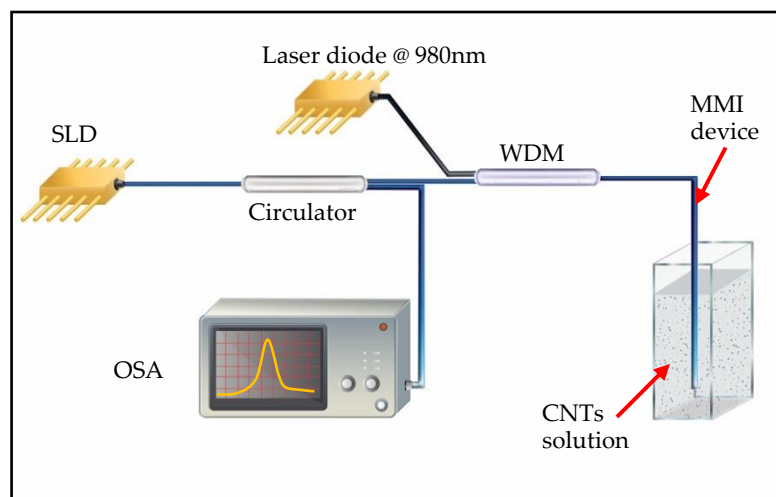 Laser diode @ 980nm
MMI
device
SLD
WDM
Circulator
OSA
CNTs
solution